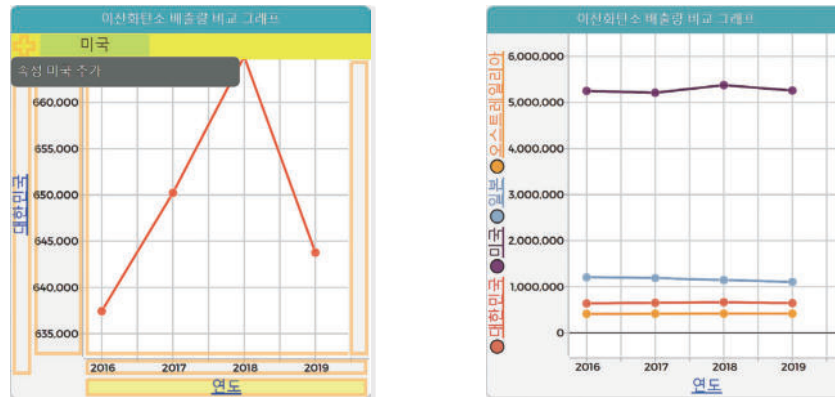 이산화탄소 배출량 비교 그래프
미국
속성 미국 추가
660,000
655,000
650,000
645,000
640,000
635,000
대한민국
2016 2017 2018 2019
연도
이산화탄소 배출량 비교 그래프
6,000,000
5,000,000
4,000,000
3,000,000
2,000,000
1,000,000
0
대한민국 미국 일본 오스트레일리아
2016 2017 2018 2019
연도